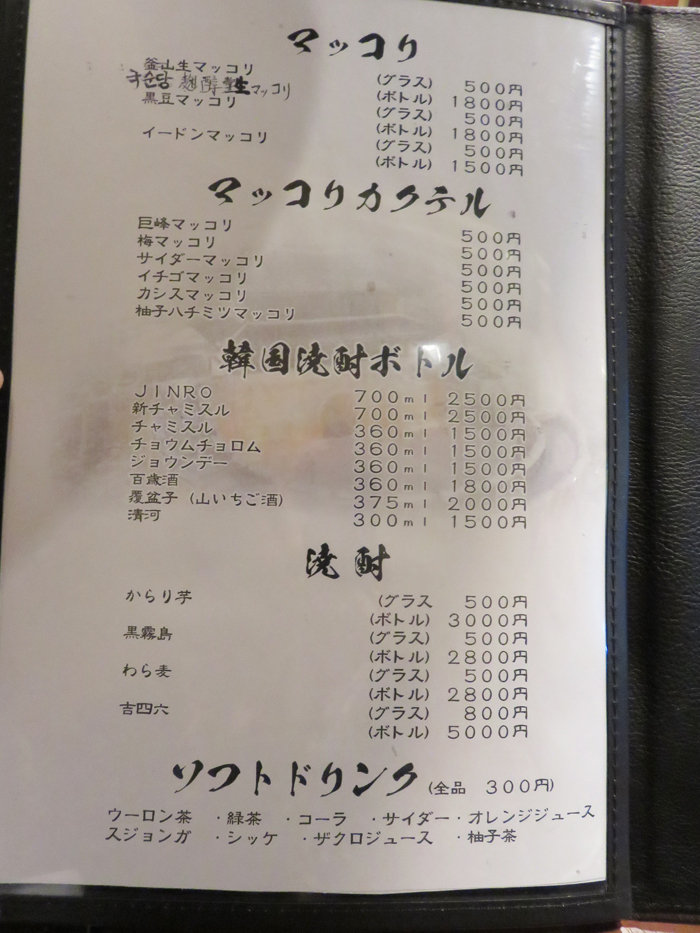 マッコリ
釜山生マッコリ (グラス) 500円
국순당 麹醇堂生マッコリ (ボトル) 1800円
黒豆マッコリ (グラス) 500円
(ボトル) 1800円
イードンマッコリ (グラス) 500円
(ボトル) 1500円
マッコリカクテル
巨峰マッコリ 500円
梅マッコリ 500円
サイダーマッコリ 500円
イチゴマッコリ 500円
カシスマッコリ 500円
柚子ハチミツマッコリ 500円
韓国焼酎ボトル
JINRO 700ml 2500円
新チャミスル 700ml 2500円
チャミスル 360ml 1500円
チョウムチョロム 360ml 1500円
ジョウンデー 360ml 1500円
百歳酒 360ml 1800円
覆盆子 (山いちご酒) 375ml 2000円
清河 300ml 1500円
焼酎
からり芋 (グラス 500円
(ボトル) 3000円
黒霧島 (グラス) 500円
(ボトル) 2800円
わら麦 (グラス) 500円
(ボトル) 2800円
吉四六 (グラス) 800円
(ボトル) 5000円
ソフトドリンク (全品 300円)
ウーロン茶 ・緑茶 ・コーラ ・サイダー・オレンジジュース
スジョンガ ・シッケ ・ザクロジュース ・柚子茶